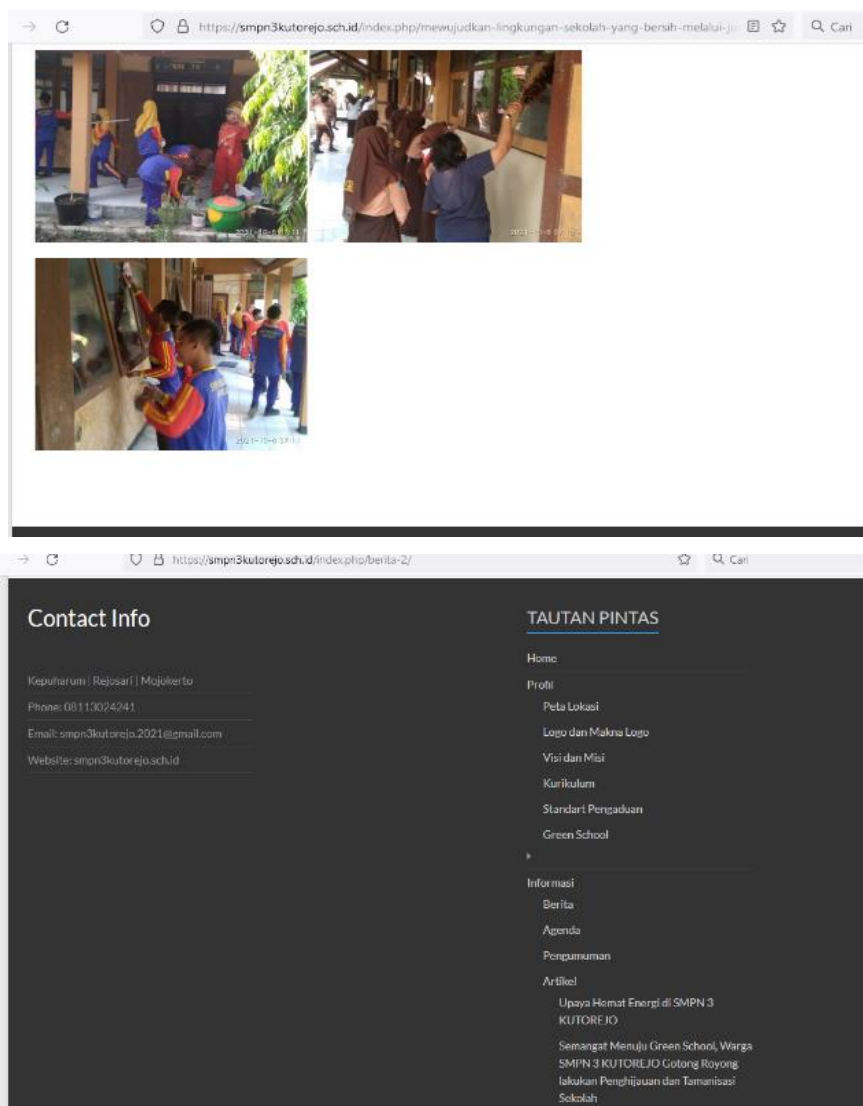 https://smpn3kutorejo.sch.id/index.php/mewujudkan-lingkungan-sekolah-yang-bersih-melalui-ju
Cari
https://smpn3kutorejo.sch.id/index.php/berita-2/
Cari
Contact Info
Kepuharum | Rejosari | Mojokerto
Phone: 08113024241
Email: smpn3kutorejo.2021@gmail.com
Website: smpn3kutorejo.sch.id
TAUTAN PINTAS
Home
Profil
Peta Lokasi
Logo dan Makna Logo
Visi dan Misi
Kurikulum
Standart Pengaduan
Green School
Informasi
Berita
Agenda
Pengumuman
Artikel
Upaya Hemat Energi di SMPN 3
KUTOREJO
Semangat Menuju Green School, Warga
SMPN 3 KUTOREJO Gotong Royong
lakukan Penghijauan dan Tamanisasi
Sekolah